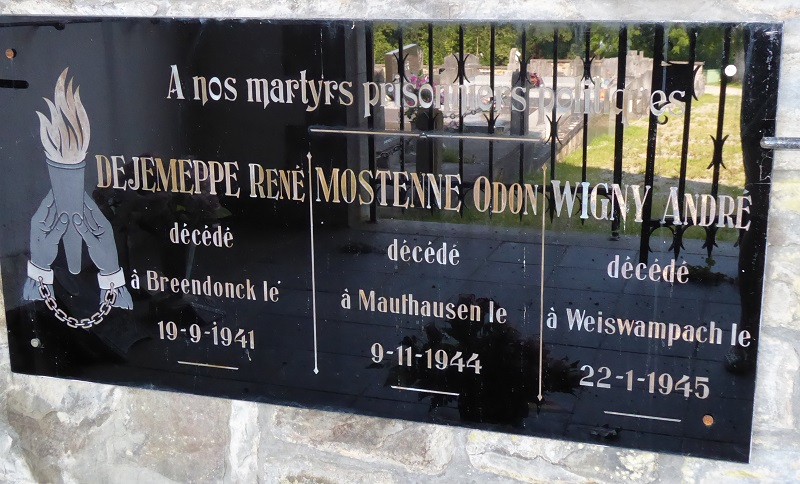 A nos martyrs prisonniers politiques
DEJEMEPPE RENÉ
décédé
à Breendonck le
19-9-1941
MOSTENNE ODON
décédé
à Mauthausen le
9-11-1944
WIGNY ANDRÉ
décédé
à Weiswampach le
22-1-1945